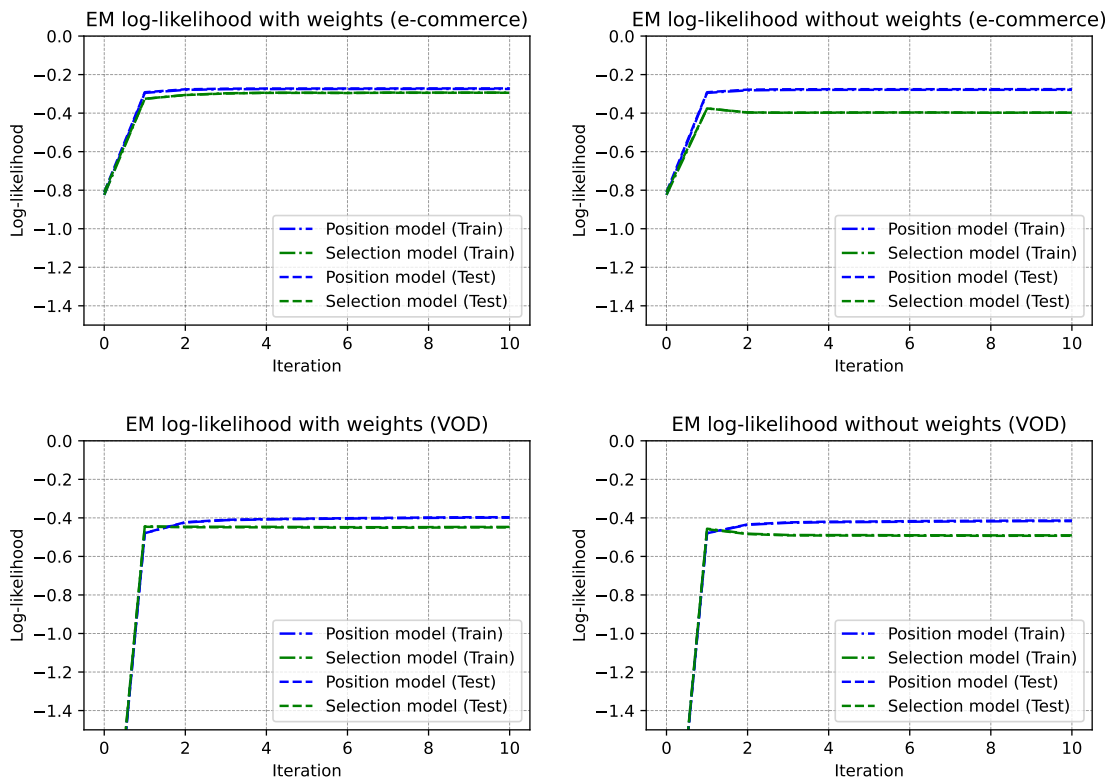 EM log-likelihood with weights (e-commerce)
0.0
−0.2
−0.4
−0.6
−0.8
−1.0
−1.2
−1.4
Log-likelihood
Position model (Train)
Selection model (Train)
Position model (Test)
Selection model (Test)
0 2 4 6 8 10
Iteration
EM log-likelihood without weights (e-commerce)
0.0
−0.2
−0.4
−0.6
−0.8
−1.0
−1.2
−1.4
Log-likelihood
Position model (Train)
Selection model (Train)
Position model (Test)
Selection model (Test)
0 2 4 6 8 10
Iteration
EM log-likelihood with weights (VOD)
0.0
−0.2
−0.4
−0.6
−0.8
−1.0
−1.2
−1.4
Log-likelihood
Position model (Train)
Selection model (Train)
Position model (Test)
Selection model (Test)
0 2 4 6 8 10
Iteration
EM log-likelihood without weights (VOD)
0.0
−0.2
−0.4
−0.6
−0.8
−1.0
−1.2
−1.4
Log-likelihood
Position model (Train)
Selection model (Train)
Position model (Test)
Selection model (Test)
0 2 4 6 8 10
Iteration